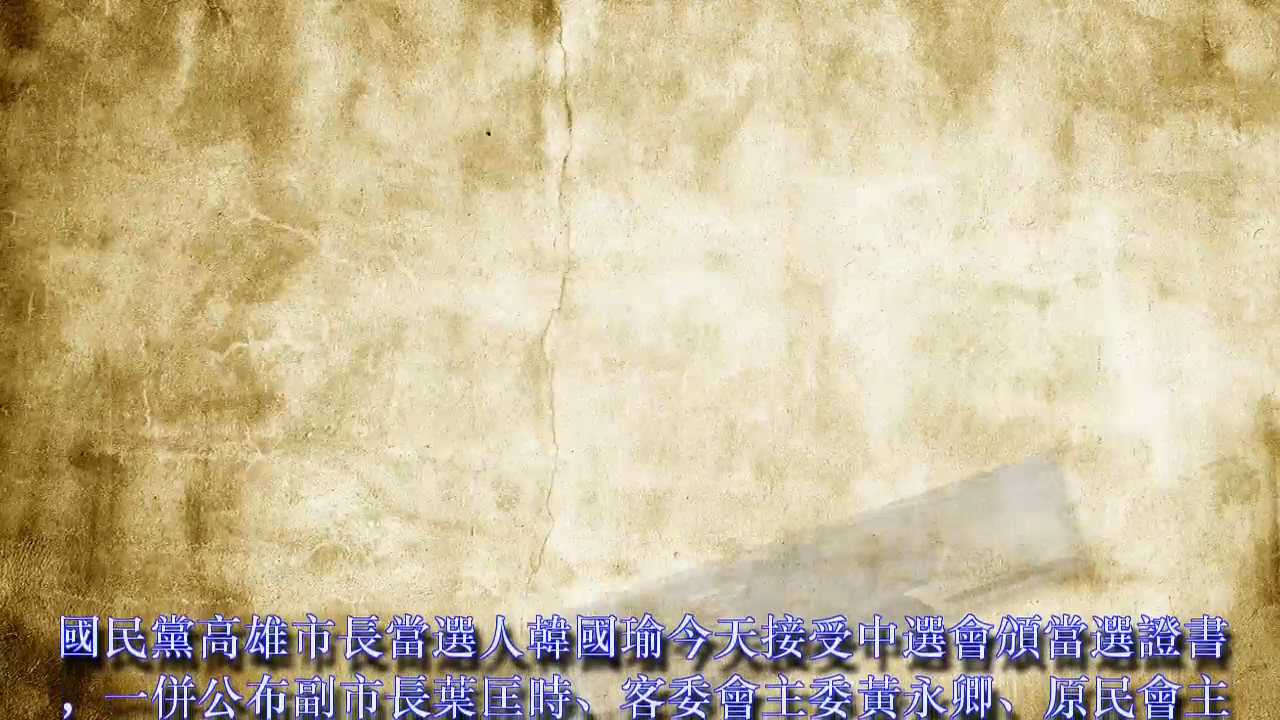 國民黨高雄市長當選人韓國瑜今天接受中選會頒當選證書
，一併公布副市長葉匡時、客委會主委黃永卿、原民會主